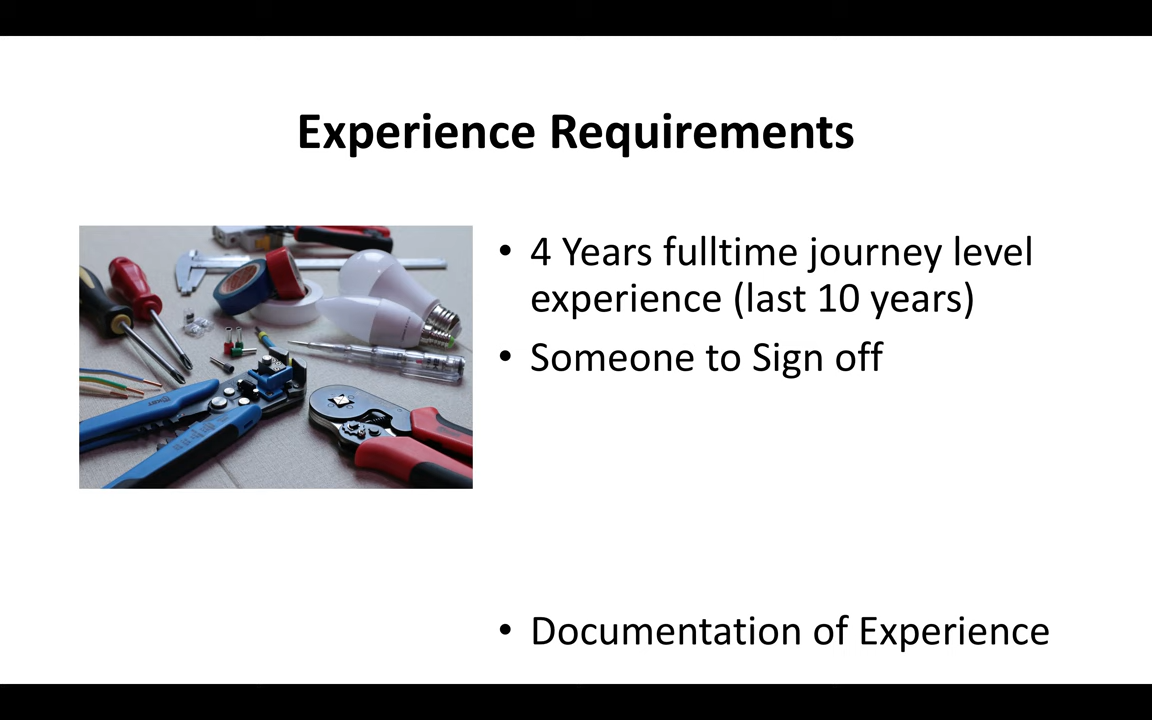 Experience Requirements
• 4 Years fulltime journey level
experience (last 10 years)
• Someone to Sign off
• Documentation of Experience